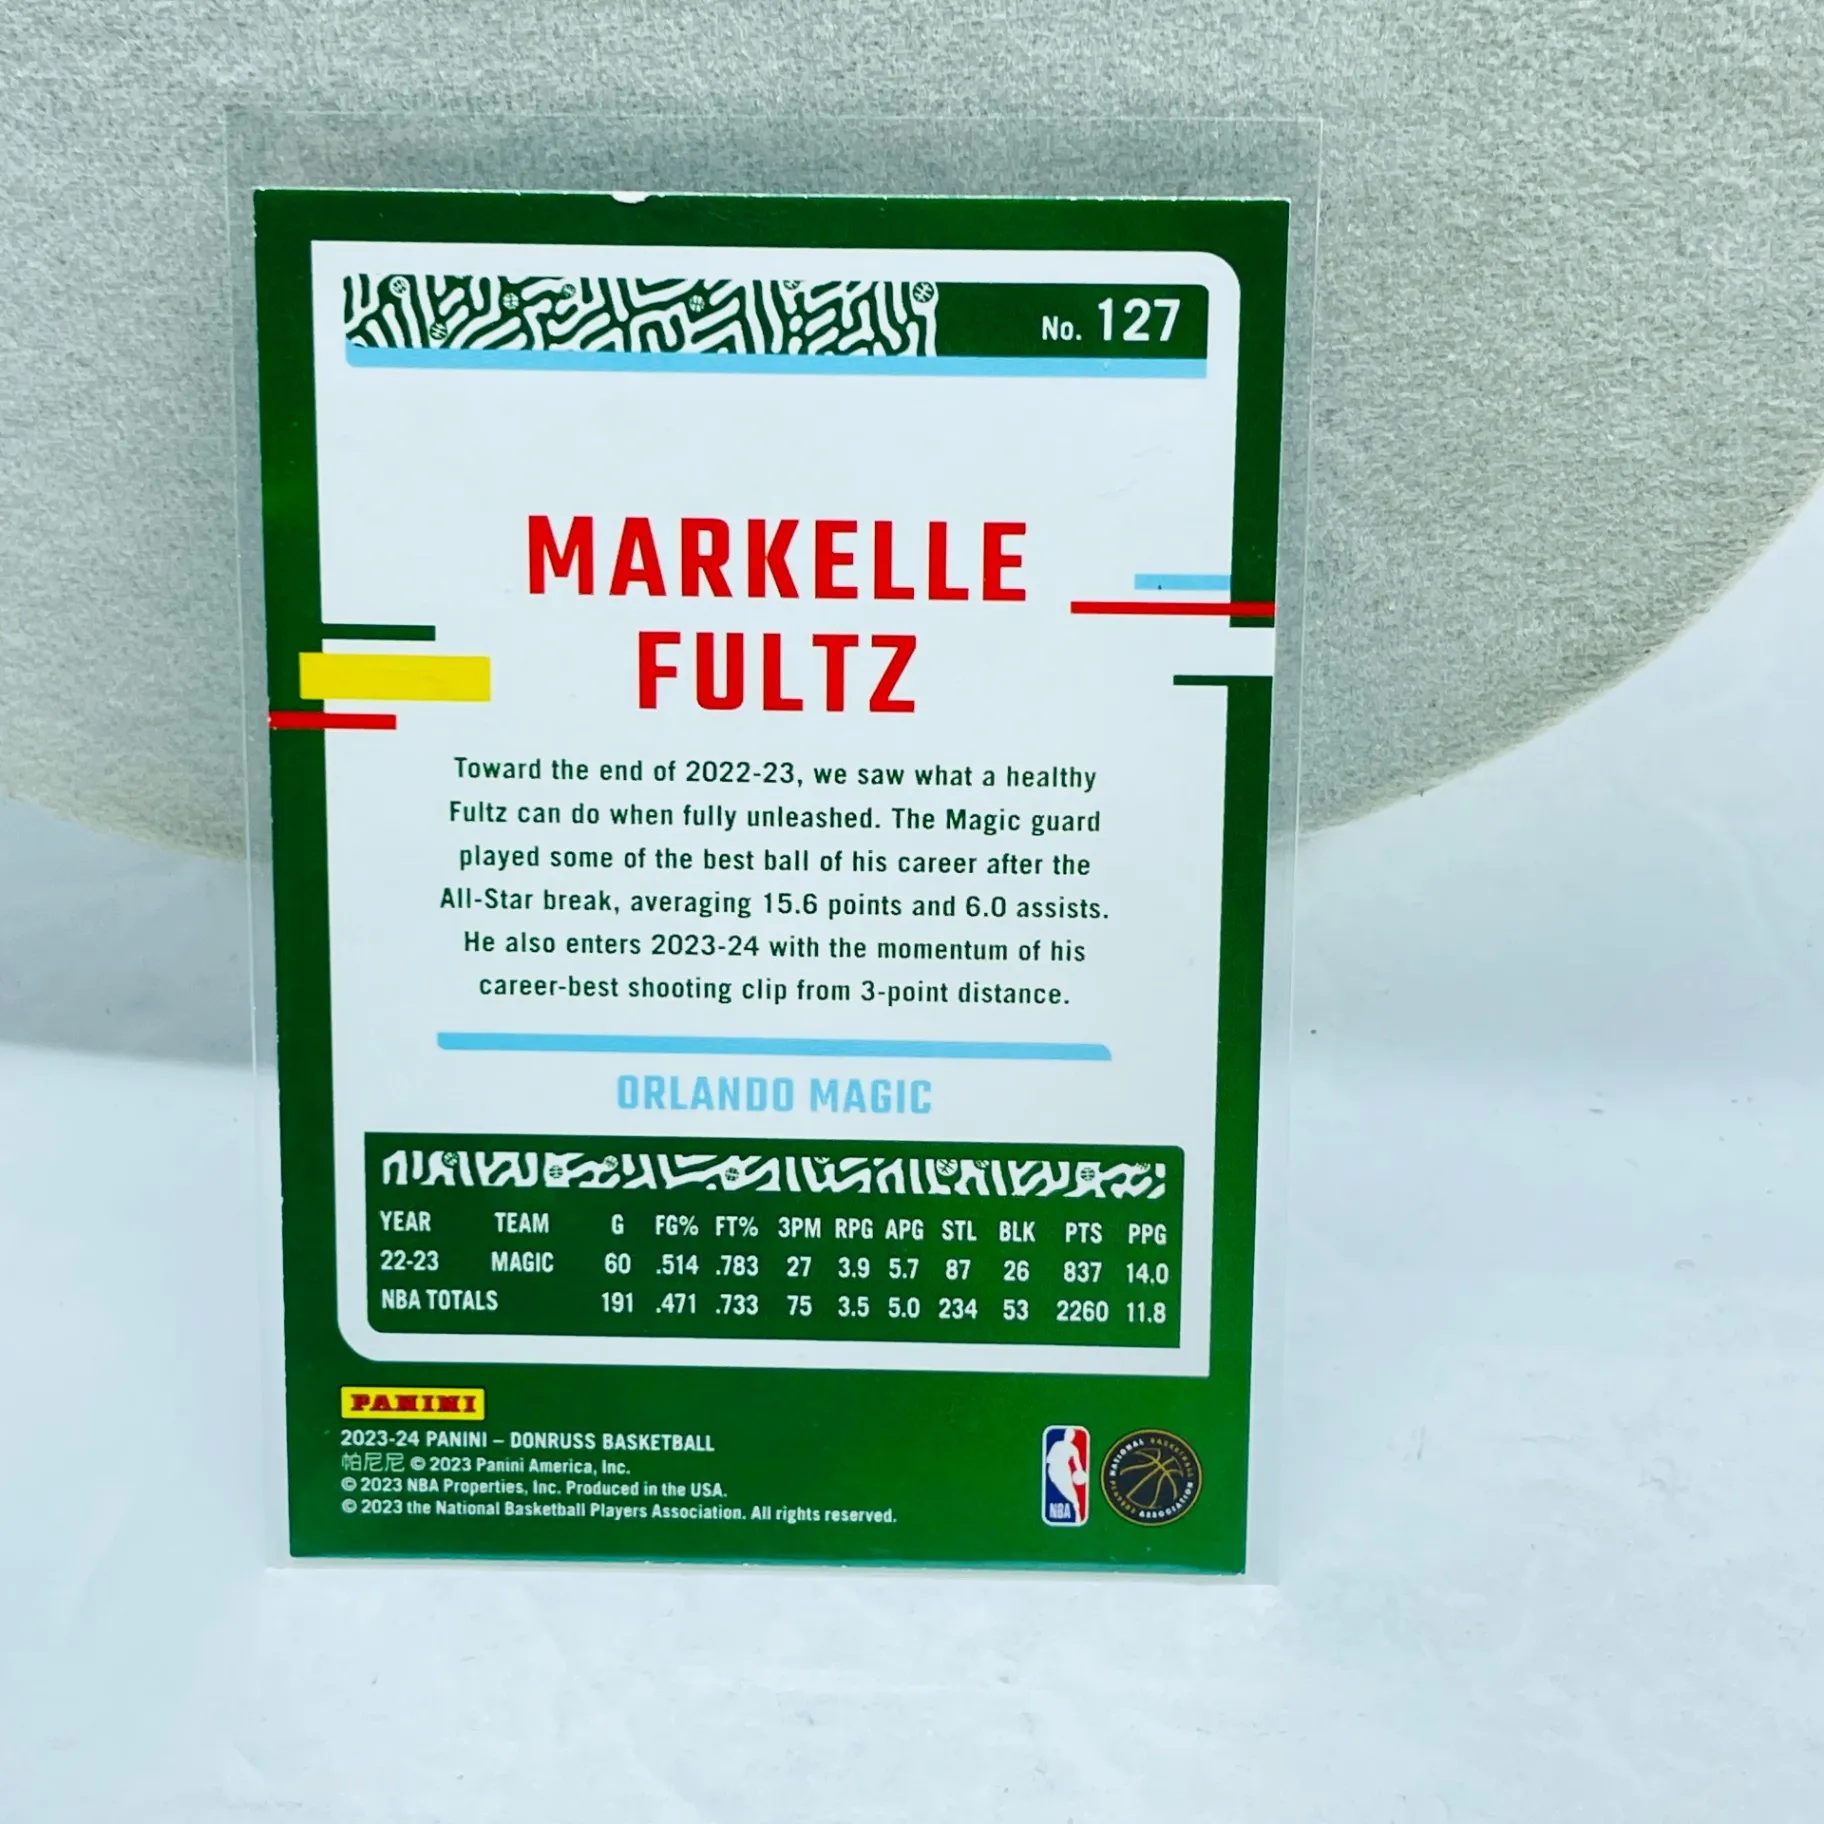 No. 127
MARKELLE
FULTZ
Toward the end of 2022-23, we saw what a healthy
Fultz can do when fully unleashed. The Magic guard
played some of the best ball of his career after the
All-Star break, averaging 15.6 points and 6.0 assists.
He also enters 2023-24 with the momentum of his
career-best shooting clip from 3-point distance.
ORLANDO MAGIC
YEAR TEAM G FG% FT% 3PM RPG APG STL BLK PTS PPG
22-23 MAGIC 60 .514 .783 27 3.9 5.7 87 26 837 14.0
NBA TOTALS 191 .471 .733 75 3.5 5.0 234 53 2260 11.8
PANINI
2023-24 PANINI – DONRUSS BASKETBALL
帕尼尼 © 2023 Panini America, Inc.
© 2023 NBA Properties, Inc. Produced in the USA.
© 2023 the National Basketball Players Association. All rights reserved.
NBA
NATIONAL BASKETBALL
PLAYERS ASSOCIATION